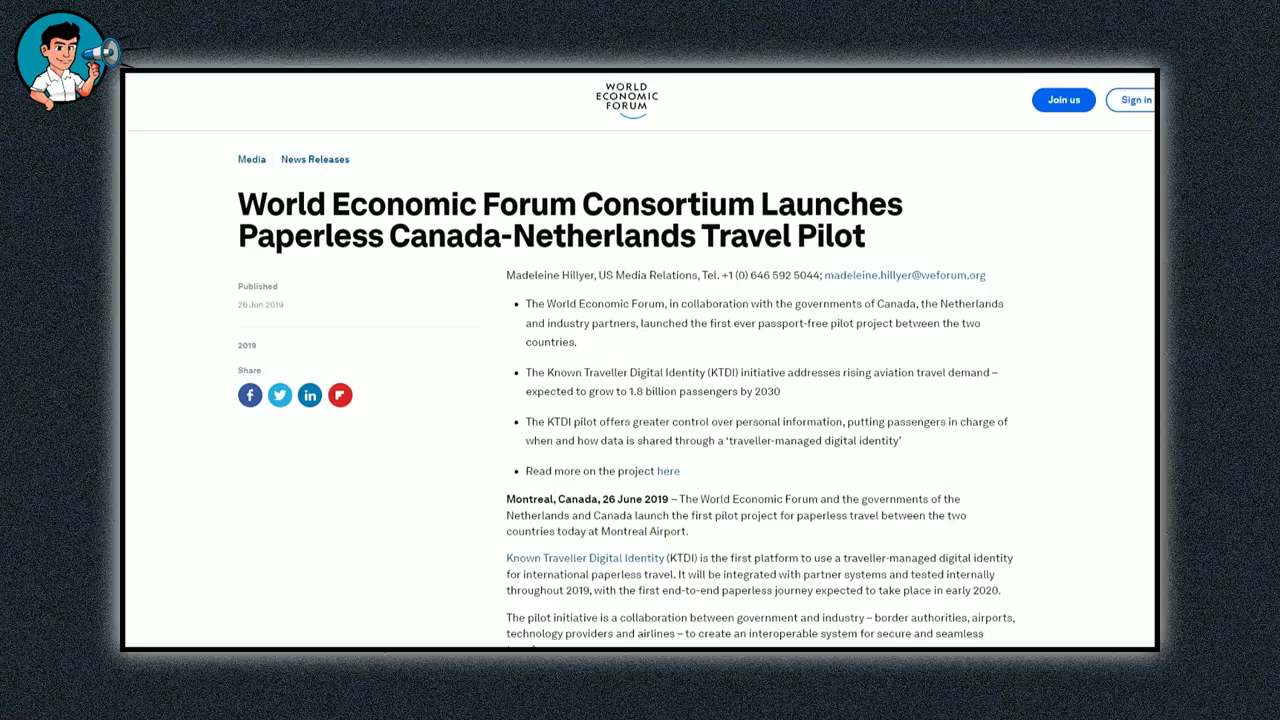 WORLD
ECONOMIC
FORUM
Join us
Sign in
Media
News Releases
World Economic Forum Consortium Launches
Paperless Canada-Netherlands Travel Pilot
Published
26 Jun 2019
2019
Share
Madeleine Hillyer, US Media Relations, Tel. +1 (0) 646 592 5044; madeleine.hillyer@weforum.org
• The World Economic Forum, in collaboration with the governments of Canada, the Netherlands
and industry partners, launched the first ever passport-free pilot project between the two
countries.
• The Known Traveller Digital Identity (KTDI) initiative addresses rising aviation travel demand –
expected to grow to 1.8 billion passengers by 2030
• The KTDI pilot offers greater control over personal information, putting passengers in charge of
when and how data is shared through a ‘traveller-managed digital identity’
• Read more on the project here
Montreal, Canada, 26 June 2019 – The World Economic Forum and the governments of the
Netherlands and Canada launch the first pilot project for paperless travel between the two
countries today at Montreal Airport.
Known Traveller Digital Identity (KTDI) is the first platform to use a traveller-managed digital identity
for international paperless travel. It will be integrated with partner systems and tested internally
throughout 2019, with the first end-to-end paperless journey expected to take place in early 2020.
The pilot initiative is a collaboration between government and industry – border authorities, airports,
technology providers and airlines – to create an interoperable system for secure and seamless